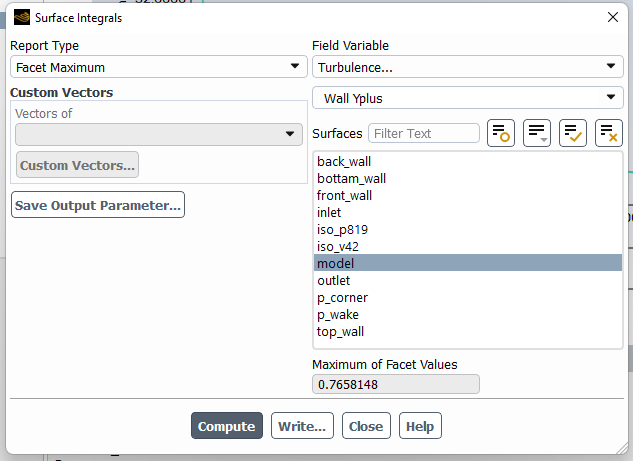 Surface Integrals
Report Type
Facet Maximum
Custom Vectors
Vectors of
Custom Vectors...
Save Output Parameter...
Field Variable
Turbulence...
Wall Yplus
Surfaces
Filter Text
back_wall
bottam_wall
front_wall
inlet
iso_p819
iso_v42
model
outlet
p_corner
p_wake
top_wall
Maximum of Facet Values
0.7658148
Compute
Write...
Close
Help